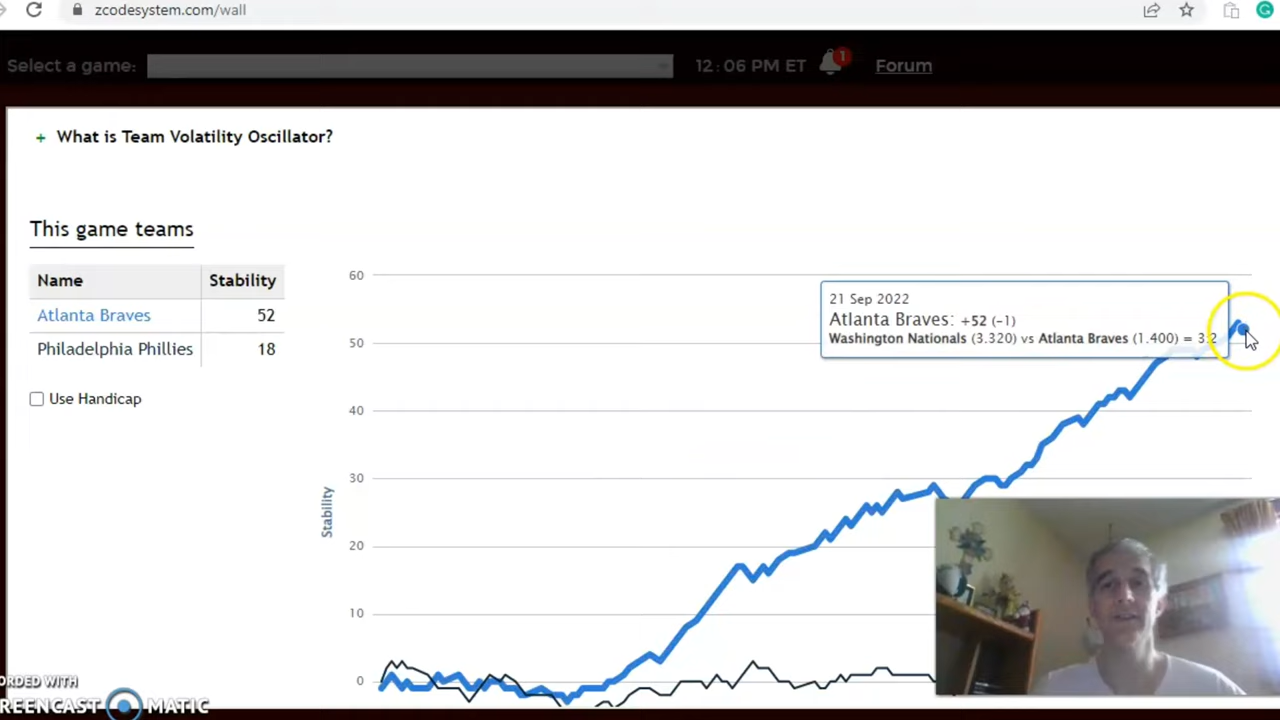 zcodesystem.com/wall
Select a game: 12:06 PM ET 1 Forum
+ What is Team Volatility Oscillator?
This game teams
Name Stability
Atlanta Braves 52
Philadelphia Phillies 18
Use Handicap
Stability
60
50
40
30
20
10
0
21 Sep 2022
Atlanta Braves: +52 (-1)
Washington Nationals (3.320) vs Atlanta Braves (1.400) = 3:2
ORDED WITH
REENCAST MATIC